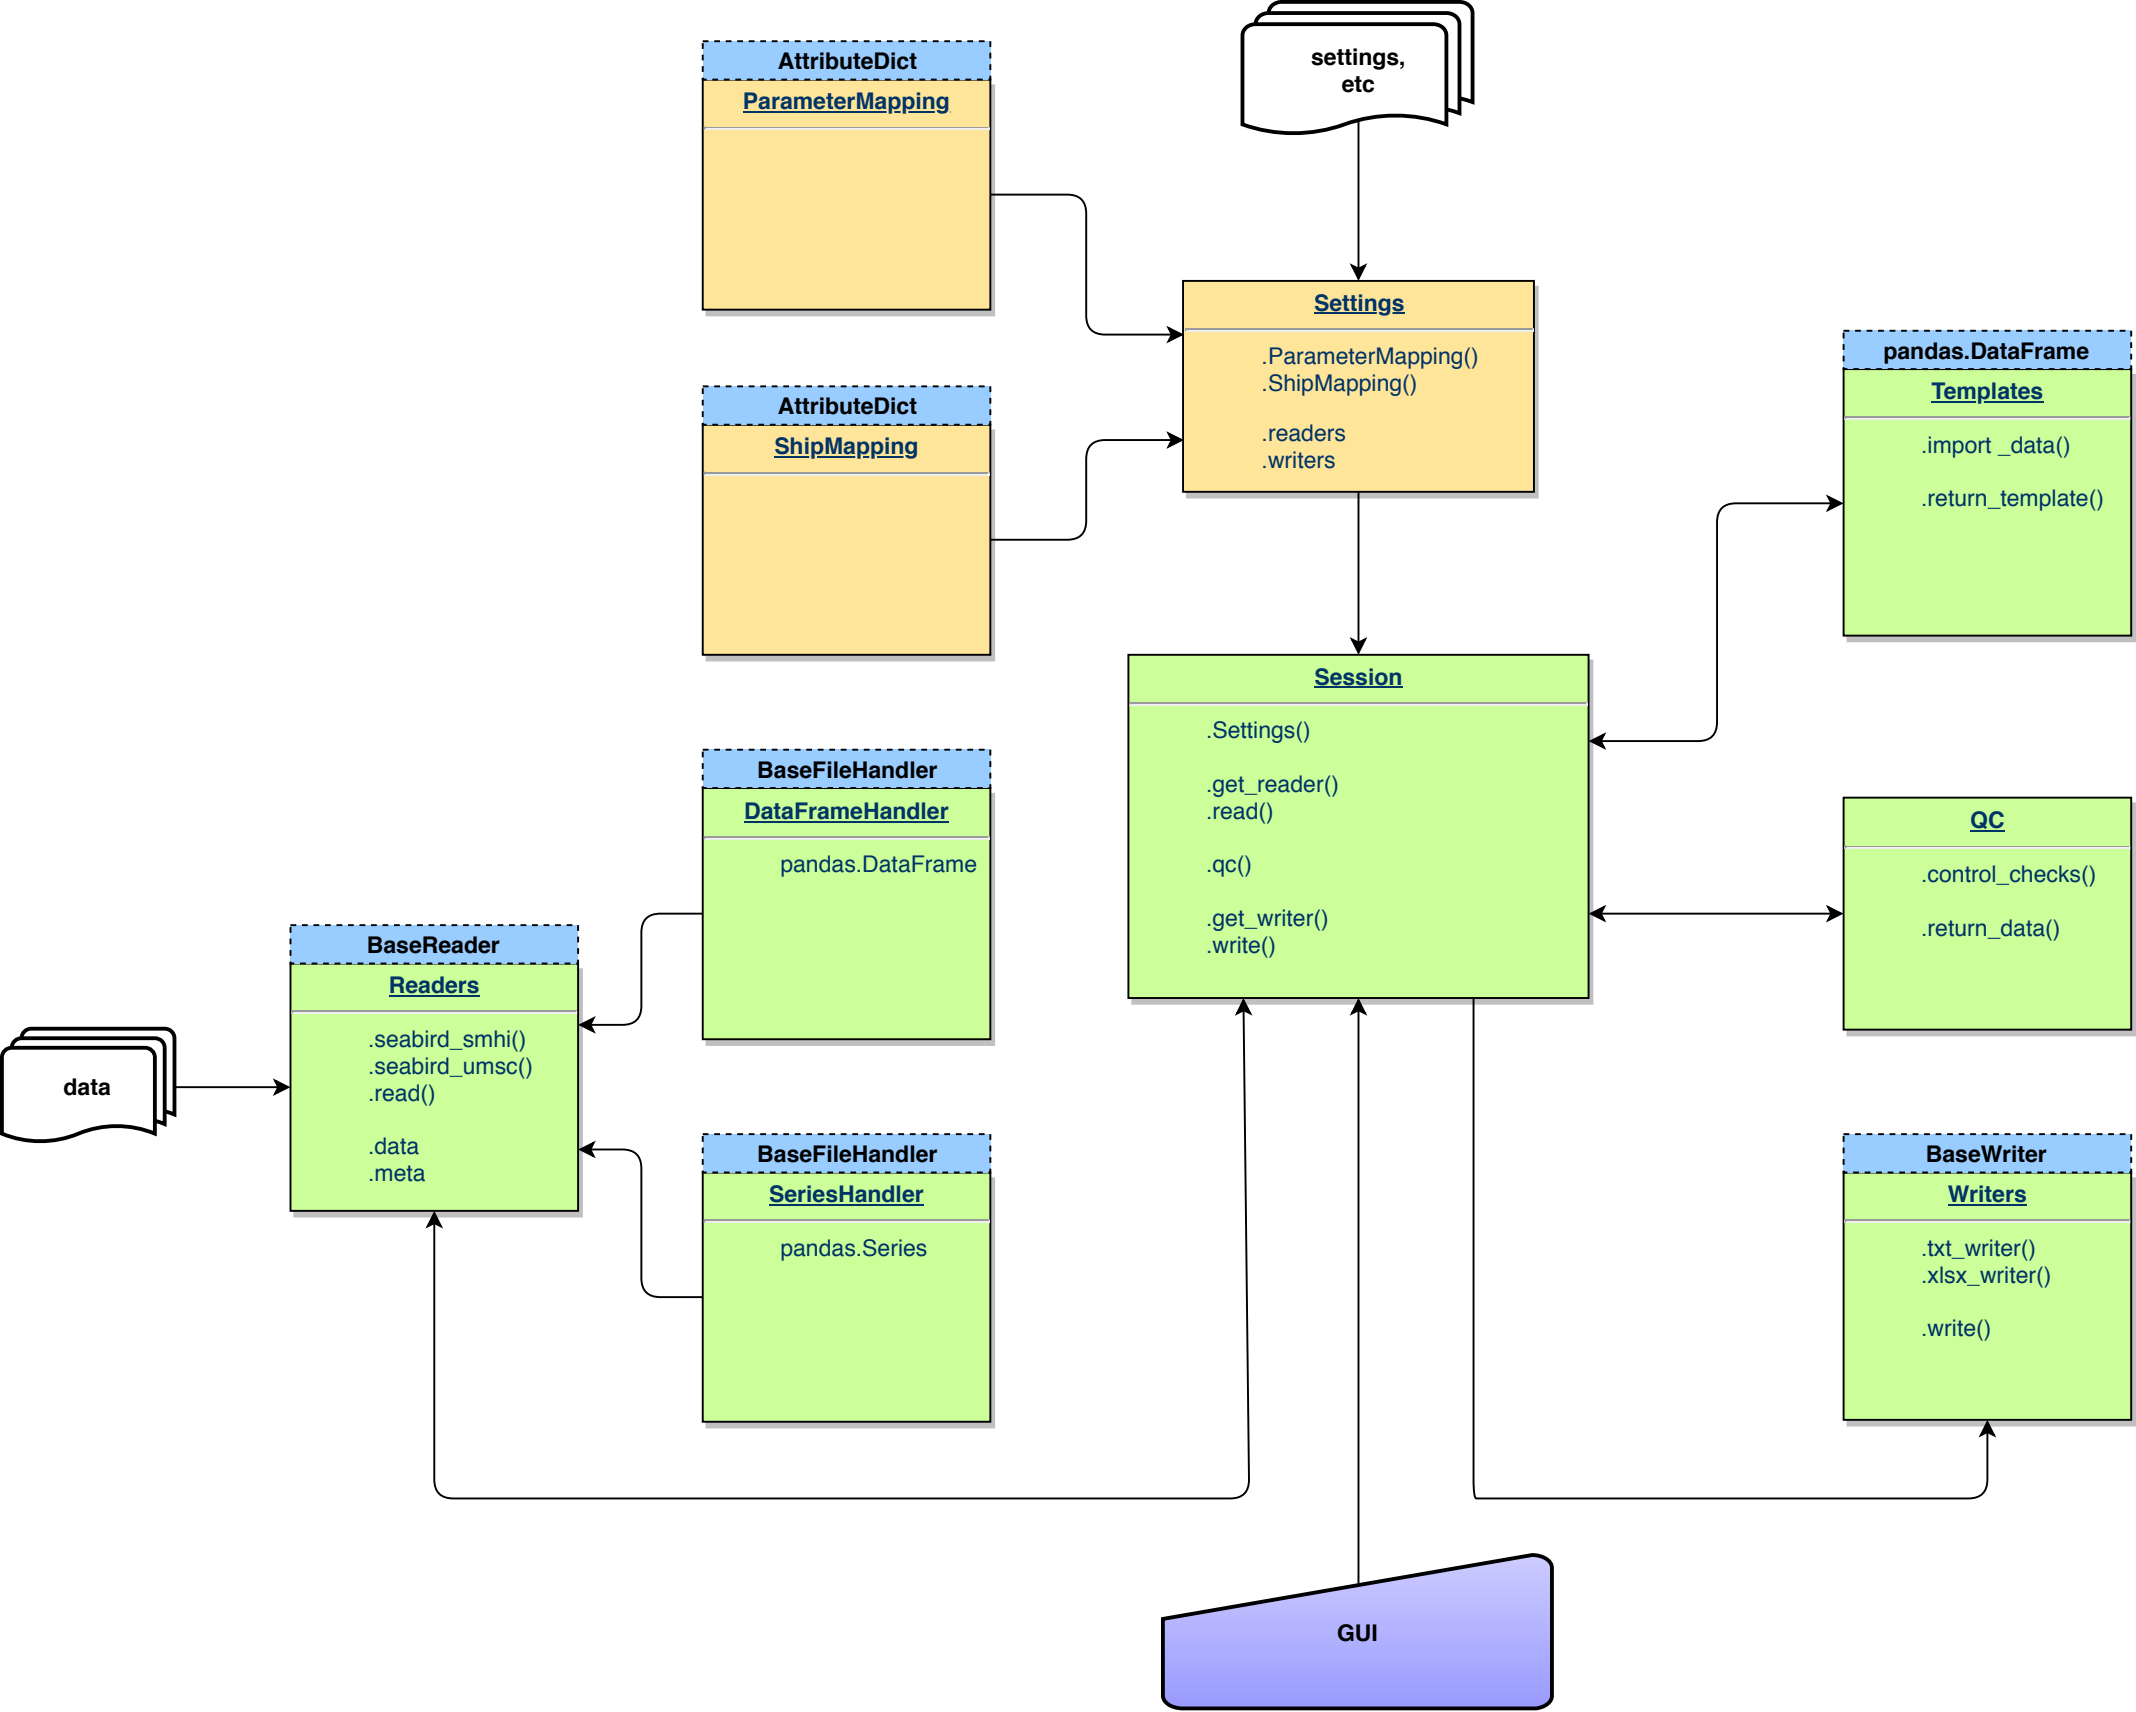 settings,
etc
AttributeDict
ParameterMapping
Settings
.ParameterMapping()
.ShipMapping()
.readers
.writers
AttributeDict
ShipMapping
pandas.DataFrame
Templates
.import _data()
.return_template()
Session
.Settings()
.get_reader()
.read()
.qc()
.get_writer()
.write()
BaseFileHandler
DataFrameHandler
pandas.DataFrame
QC
.control_checks()
.return_data()
BaseReader
Readers
.seabird_smhi()
.seabird_umsc()
.read()
.data
.meta
data
BaseFileHandler
SeriesHandler
pandas.Series
BaseWriter
Writers
.txt_writer()
.xlsx_writer()
.write()
GUI